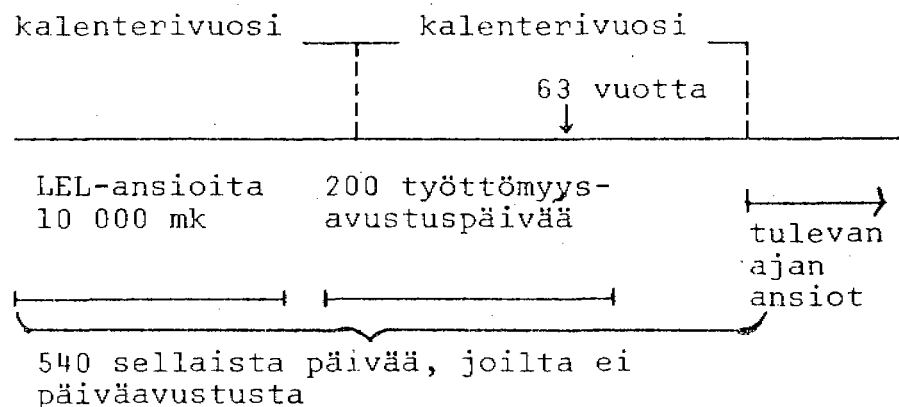 kalenterivuosi kalenterivuosi
63 vuotta
LEL-ansioita
10 000 mk
200 työttömyys-
avustuspäivää
tulevan
ajan
ansiot
540 sellaista päivää, joilta ei
päiväavustusta